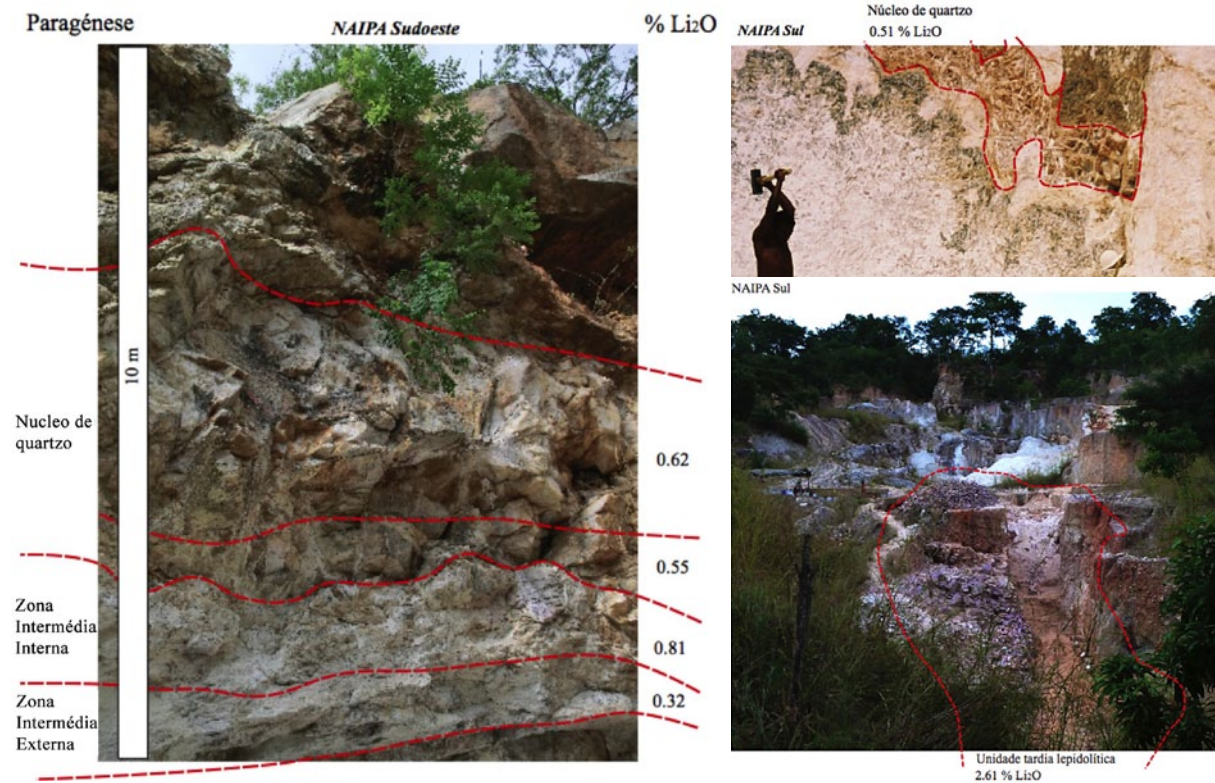 Paragénese
NAIPA Sudoeste
% Li₂O
10 m
Nucleo de
quartzo
0.62
0.55
Zona
Intermédia
Interna
0.81
Zona
Intermédia
Externa
0.32
NAIPA Sul
Núcleo de quartzo
0.51 % Li₂O
NAIPA Sul
Unidade tardia lepidolítica
2.61 % Li₂O